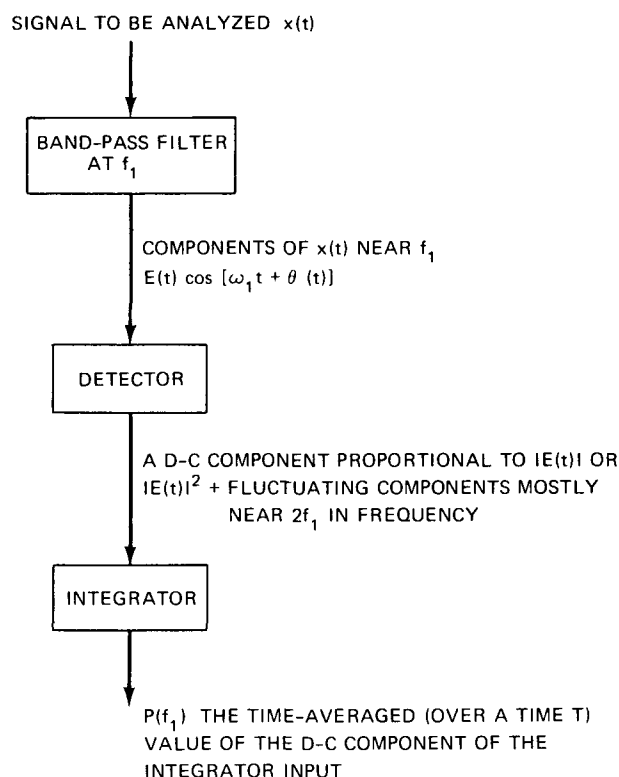 SIGNAL TO BE ANALYZED x(t)
BAND-PASS FILTER
AT f₁
COMPONENTS OF x(t) NEAR f₁
E(t) cos [ω₁t + θ (t)]
DETECTOR
A D-C COMPONENT PROPORTIONAL TO |E(t)| OR
|E(t)|² + FLUCTUATING COMPONENTS MOSTLY
NEAR 2f₁ IN FREQUENCY
INTEGRATOR
P(f₁) THE TIME-AVERAGED (OVER A TIME T)
VALUE OF THE D-C COMPONENT OF THE
INTEGRATOR INPUT